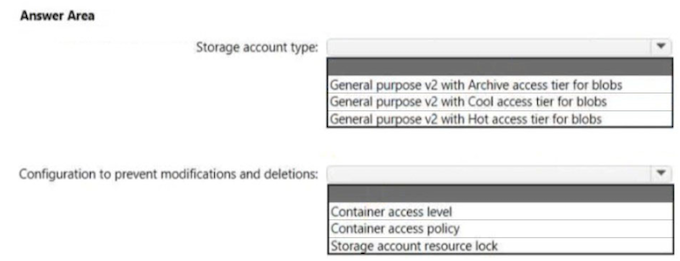 Answer Area
Storage account type:
General purpose v2 with Archive access tier for blobs
General purpose v2 with Cool access tier for blobs
General purpose v2 with Hot access tier for blobs
Configuration to prevent modifications and deletions:
Container access level
Container access policy
Storage account resource lock